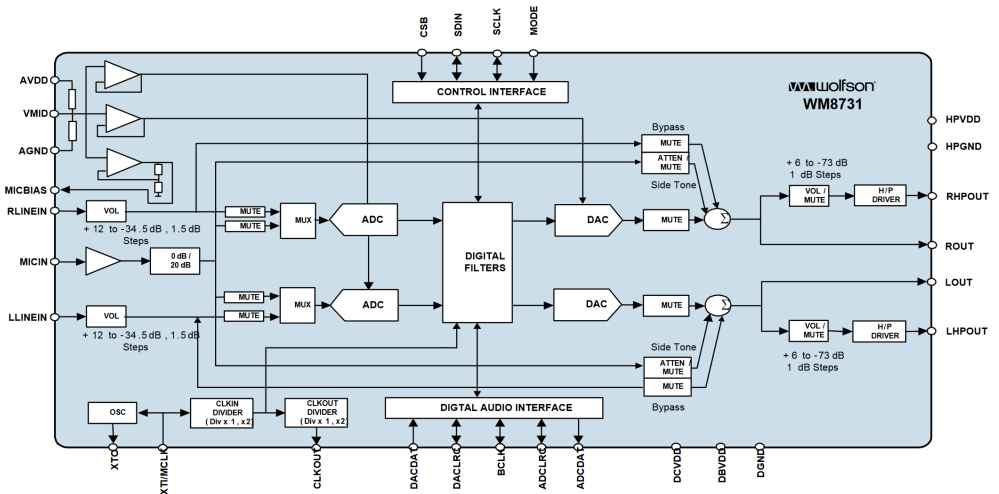 CSB
SDIN
SCLK
MODE
wolfson
WM8731
AVDD
VMID
AGND
MICBIAS
RLINEIN
MICIN
LLINEIN
CONTROL INTERFACE
HPVDD
HPGND
RHPOUT
ROUT
LOUT
LHPOUT
Bypass
MUTE
ATTEN /
MUTE
Side Tone
+ 6 to -73 dB
1 dB Steps
VOL /
MUTE
H/P
DRIVER
VOL
+ 12 to -34.5 dB , 1.5 dB
Steps
MUTE
MUTE
MUX
ADC
DIGITAL
FILTERS
DAC
MUTE
Σ
0 dB /
20 dB
VOL
+ 12 to -34.5 dB , 1.5 dB
Steps
MUTE
MUTE
MUX
ADC
DAC
MUTE
Σ
VOL /
MUTE
H/P
DRIVER
+ 6 to -73 dB
1 dB Steps
Side Tone
ATTEN /
MUTE
MUTE
Bypass
OSC
CLKIN
DIVIDER
( Div x 1 , x2)
CLKOUT
DIVIDER
( Div x 1 , x2)
DIGTAL AUDIO INTERFACE
XTO
XTI/MCLK
CLKOUT
DACDAT
DACLRC
BCLK
ADCLRC
ADCDAT
DCVDD
DBVDD
DGND